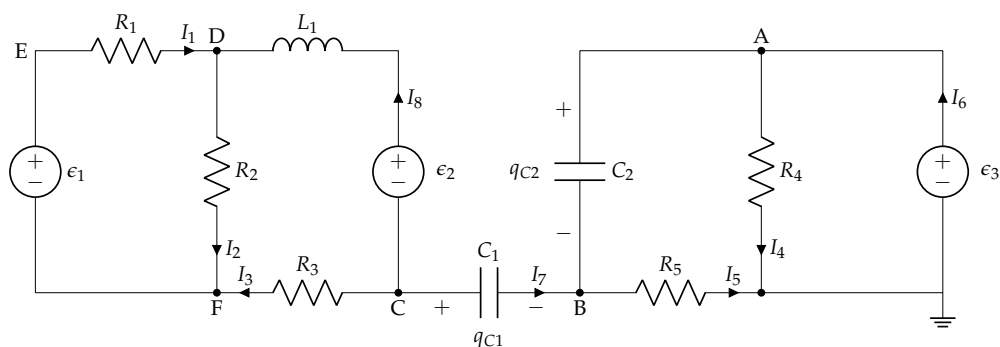 R1 I1 D L1 A
E
I8 I6
+
+ − ϵ1 R2 + − ϵ2 qC2 C2 R4 + − ϵ3
−
I2 I4
I3 R3 C1 I7 R5 I5
F C + − B
qC1